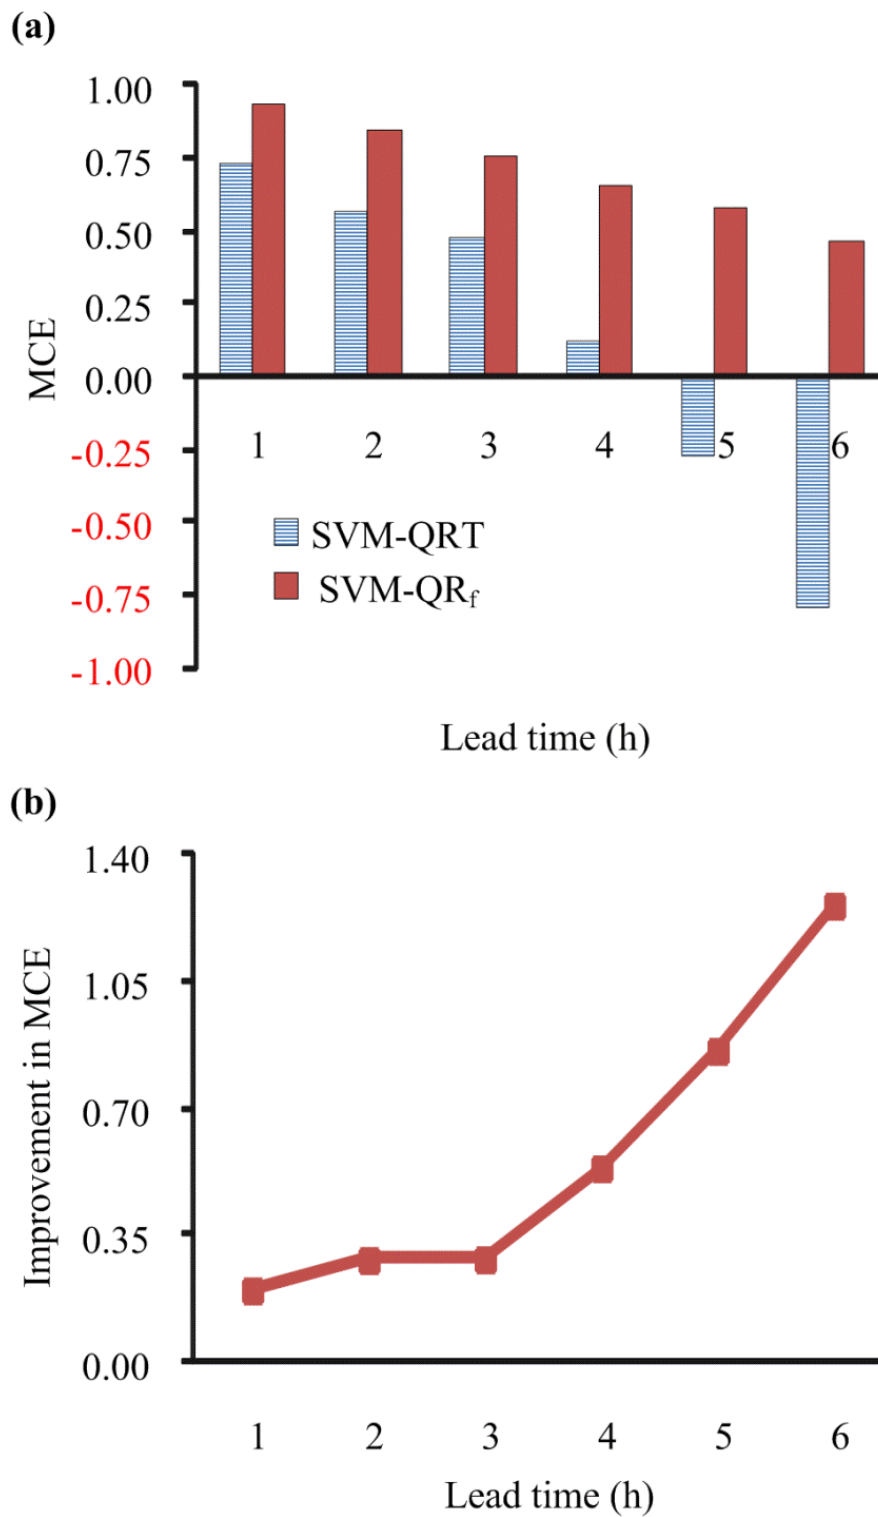 (a)
1.00
0.75
0.50
0.25
0.00
-0.25
-0.50
-0.75
-1.00
MCE
1 2 3 4 5 6
SVM-QRT
SVM-QRf
Lead time (h)
(b)
1.40
1.05
0.70
0.35
0.00
Improvement in MCE
1 2 3 4 5 6
Lead time (h)